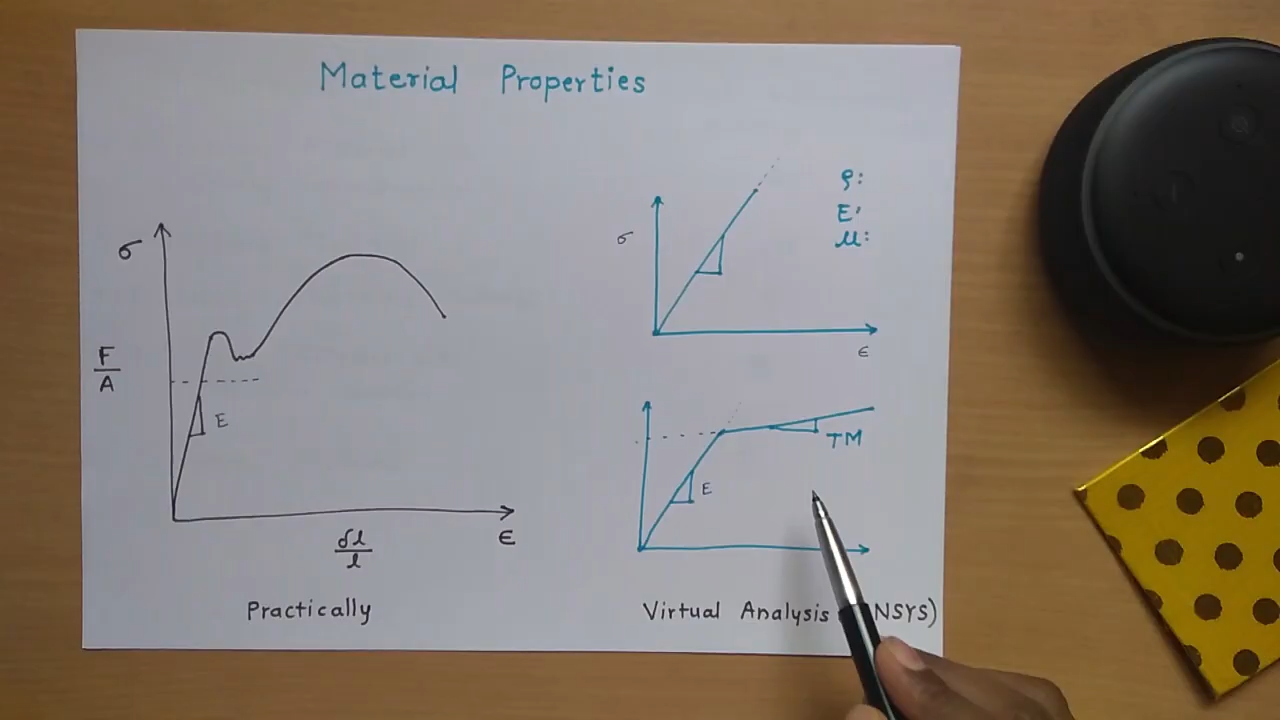 Material Properties
σ
F
A
E
δl
l
ϵ
Practically
σ
ϵ
ρ:
E:
μ:
E
TM
Virtual Analysis NSYS)